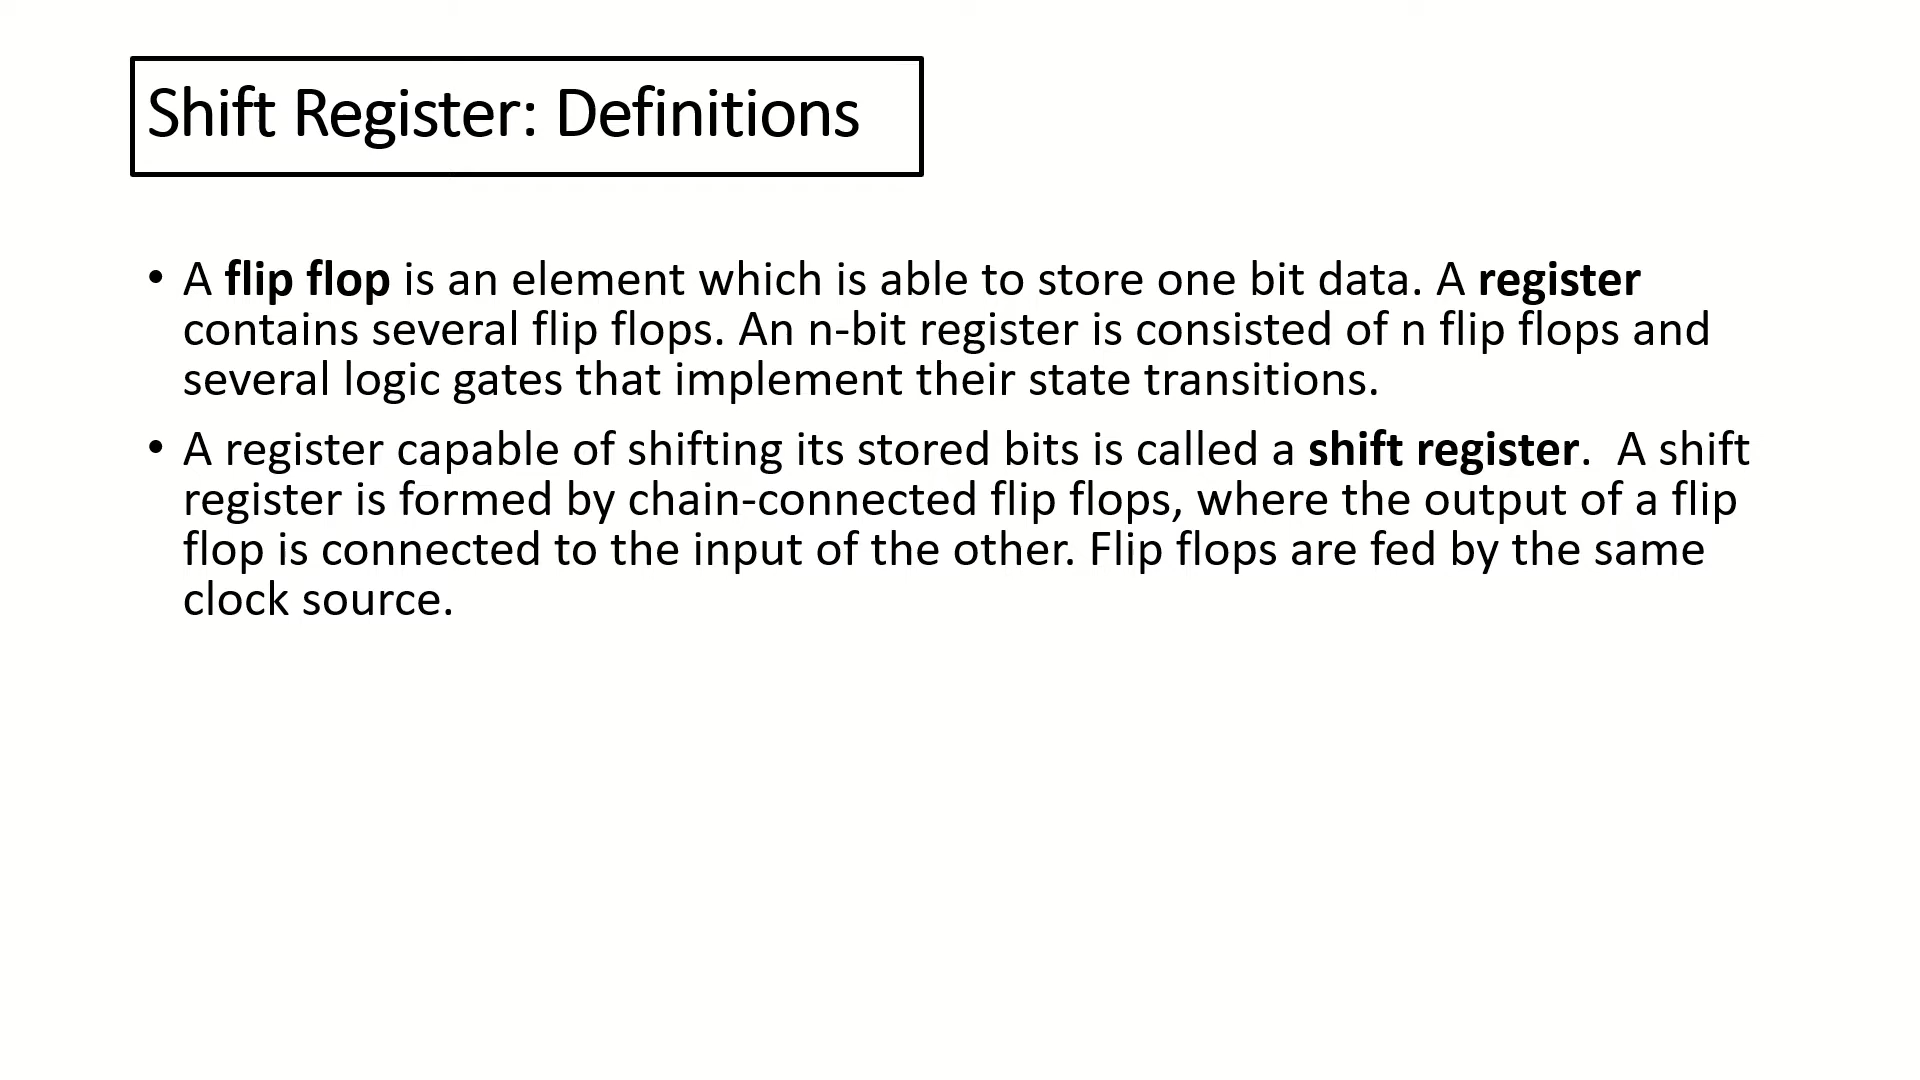 Shift Register: Definitions
• A flip flop is an element which is able to store one bit data. A register
contains several flip flops. An n-bit register is consisted of n flip flops and
several logic gates that implement their state transitions.
• A register capable of shifting its stored bits is called a shift register.  A shift
register is formed by chain-connected flip flops, where the output of a flip
flop is connected to the input of the other. Flip flops are fed by the same
clock source.